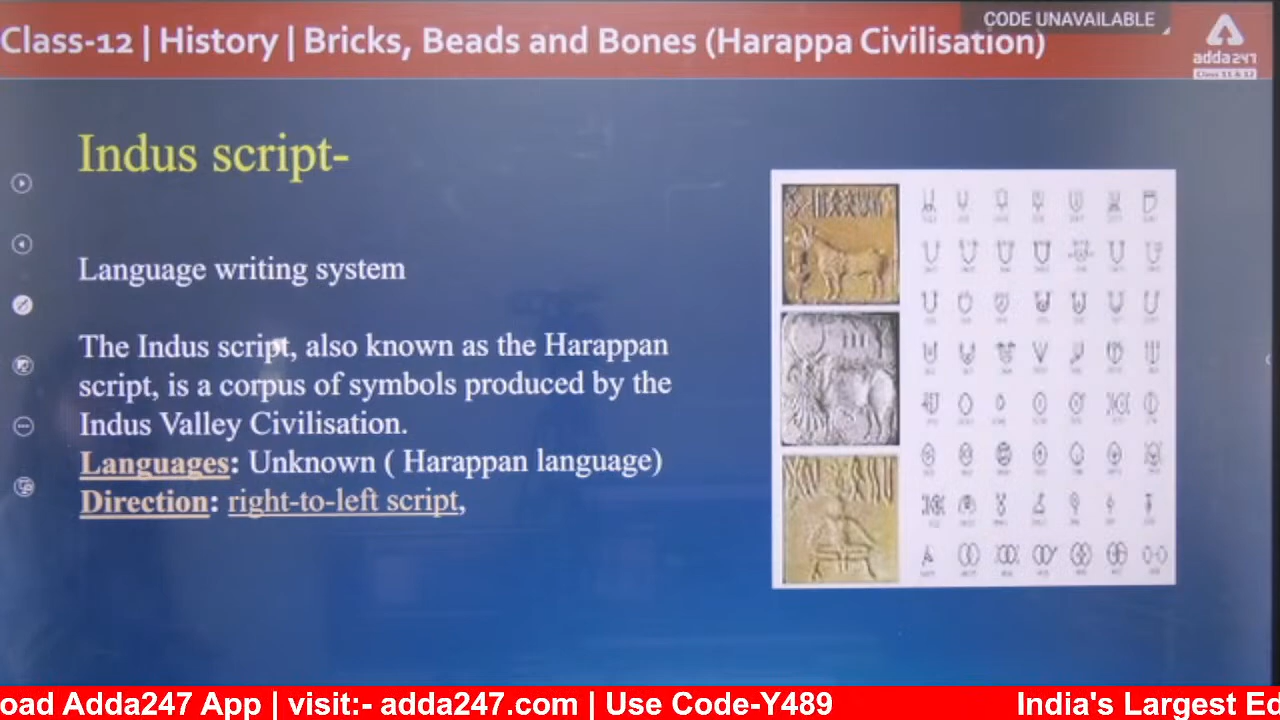 CODE UNAVAILABLE
Class-12 | History | Bricks, Beads and Bones (Harappa Civilisation)
adda247
Class 11 & 12
Indus script-
Language writing system
The Indus script, also known as the Harappan
script, is a corpus of symbols produced by the
Indus Valley Civilisation.
Languages: Unknown ( Harappan language)
Direction: right-to-left script,
oad Adda247 App | visit:- adda247.com | Use Code-Y489
India's Largest Ed